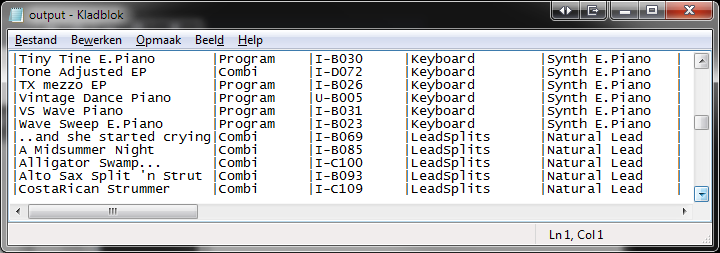 output - Kladblok
Bestand Bewerken Opmaak Beeld Help
|Tiny Tine E.Piano |Program |I-B030 |Keyboard |Synth E.Piano |
|Tone Adjusted EP |Combi |I-D072 |Keyboard |Synth E.Piano |
|TX mezzo EP |Program |I-B026 |Keyboard |Synth E.Piano |
|Vintage Dance Piano |Program |U-B005 |Keyboard |Synth E.Piano |
|VS Wave Piano |Program |I-B031 |Keyboard |Synth E.Piano |
|Wave Sweep E.Piano |Program |I-B023 |Keyboard |Synth E.Piano |
|..and she started crying|Combi |I-B069 |LeadSplits |Natural Lead |
|A Midsummer Night |Combi |I-B085 |LeadSplits |Natural Lead |
|Alligator Swamp... |Combi |I-C100 |LeadSplits |Natural Lead |
|Alto Sax Split 'n Strut |Combi |I-B093 |LeadSplits |Natural Lead |
|CostaRican Strummer |Combi |I-C109 |LeadSplits |Natural Lead |
Ln 1, Col 1